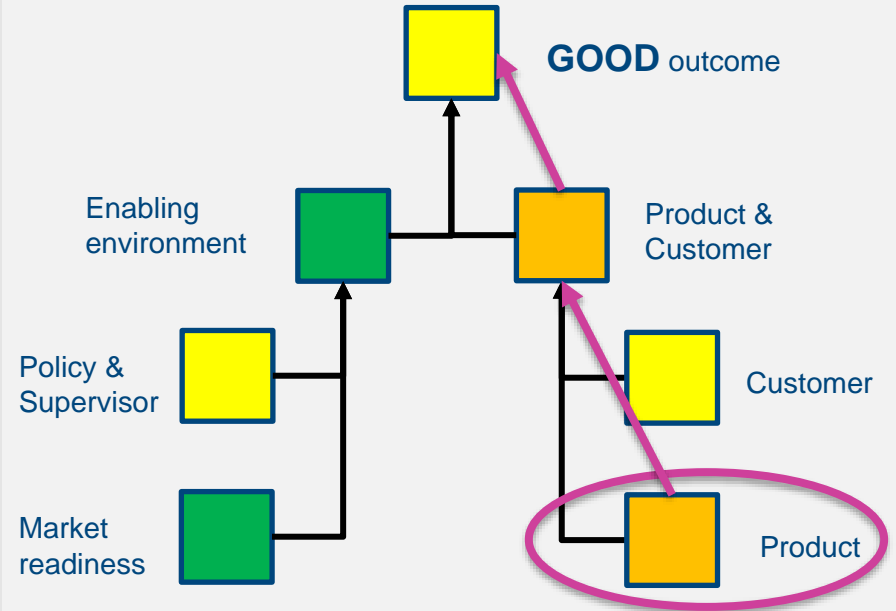 GOOD outcome
Enabling
environment
Product &
Customer
Policy &
Supervisor
Customer
Market
readiness
Product